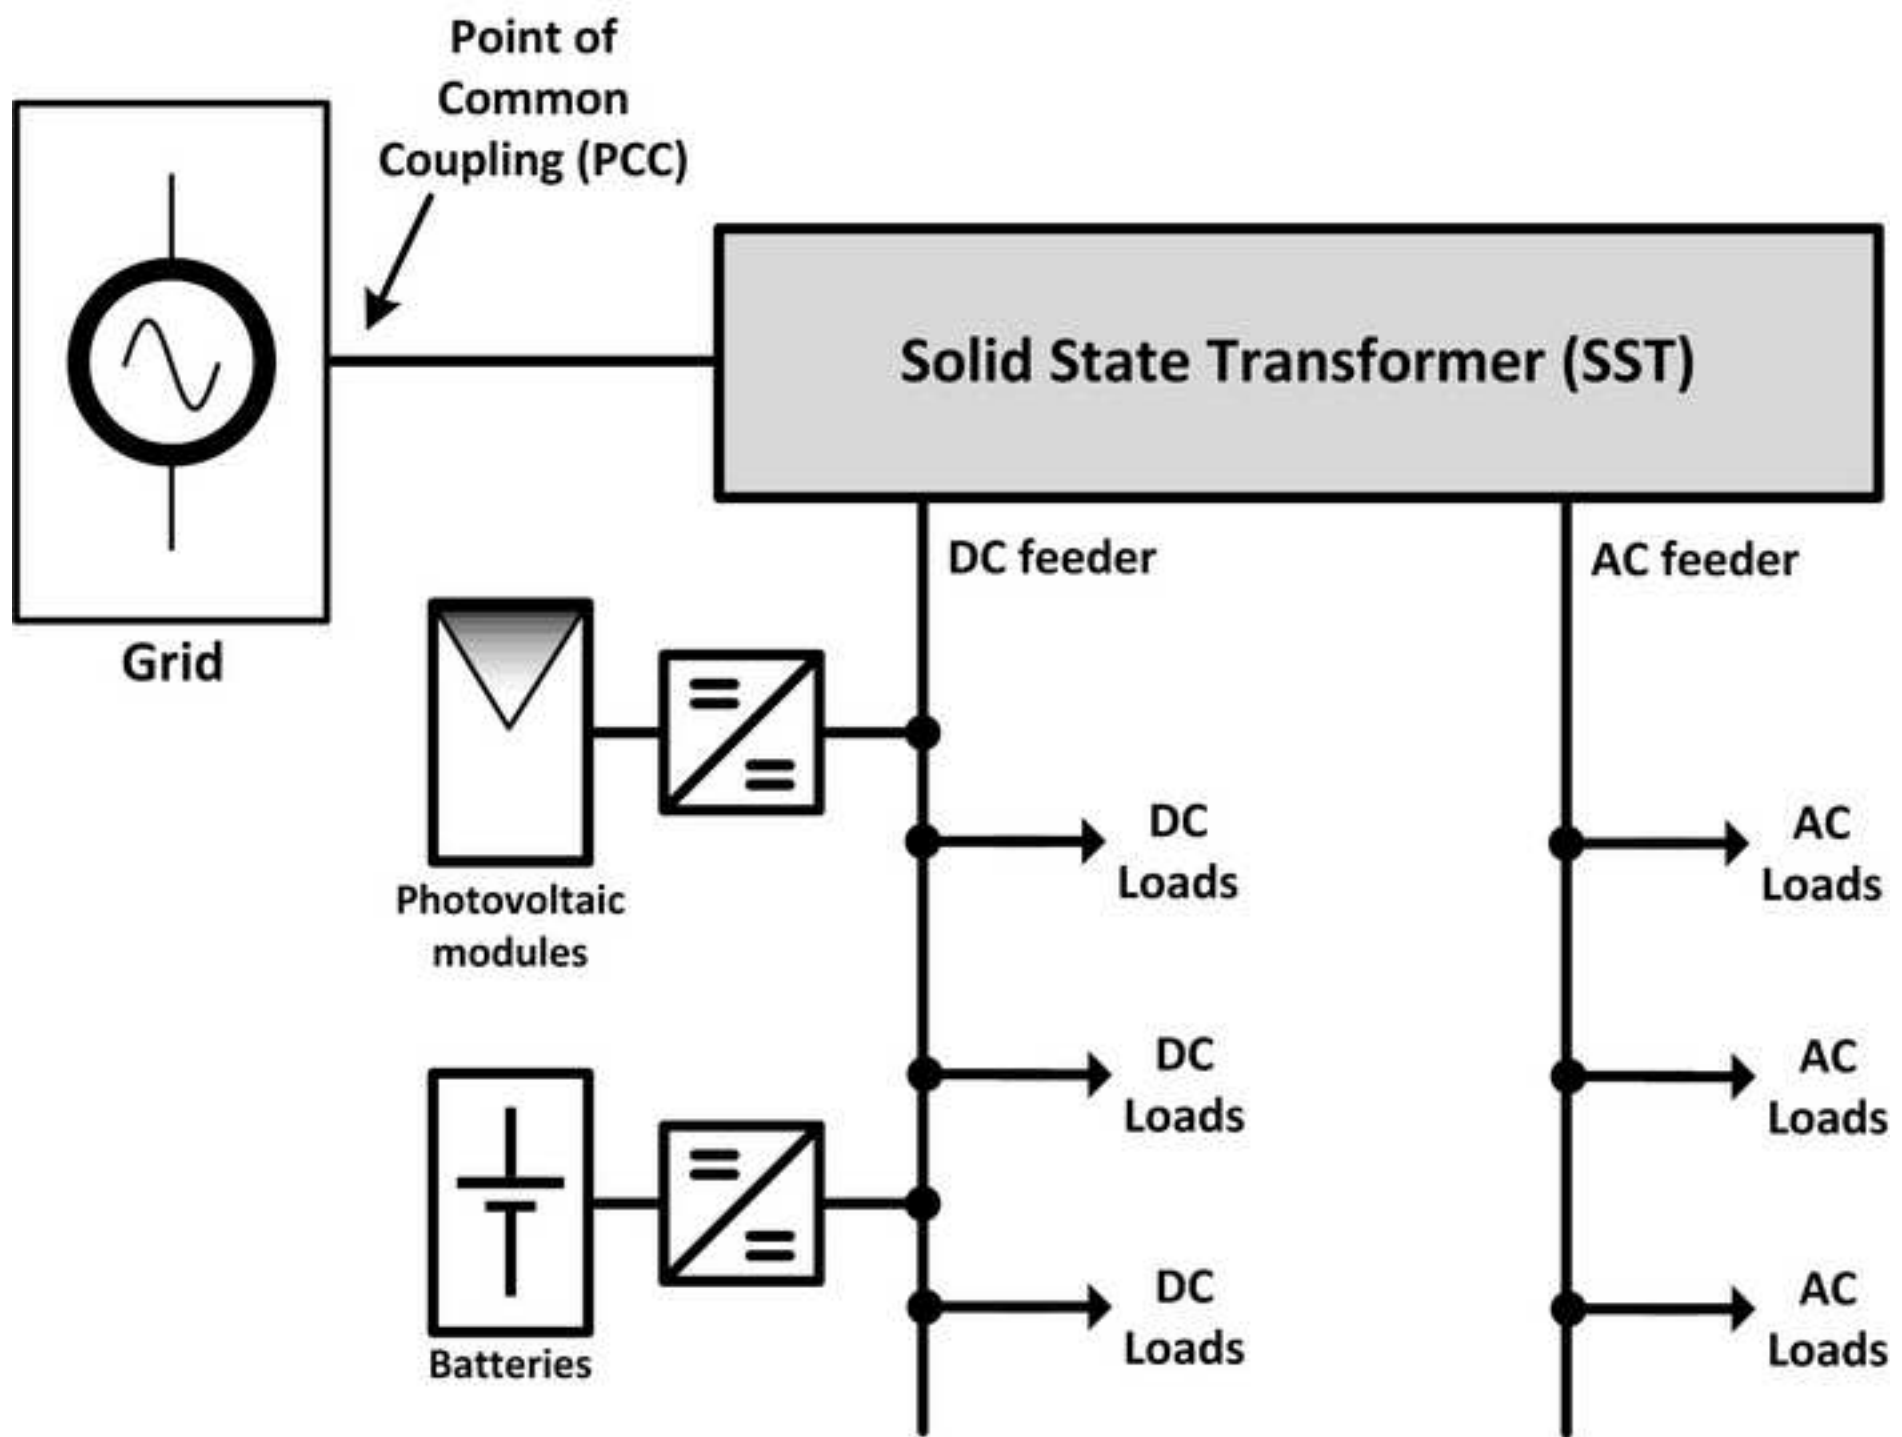 Point of
Common
Coupling (PCC)
Solid State Transformer (SST)
Grid
DC feeder
AC feeder
Photovoltaic
modules
DC
Loads
AC
Loads
DC
Loads
AC
Loads
Batteries
DC
Loads
AC
Loads